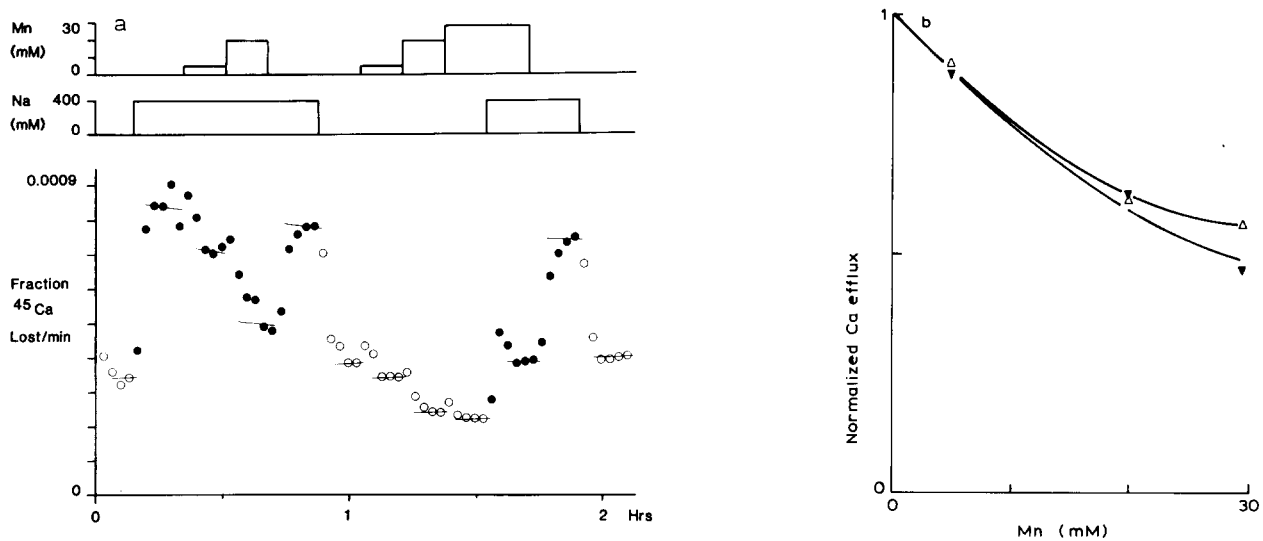 a
Mn
(mM)
30
0
Na
(mM)
400
0
0.0009
Fraction
45Ca
Lost/min
0
0
1
2
Hrs
b
1
Normalized Ca efflux
0
0
30
Mn (mM)